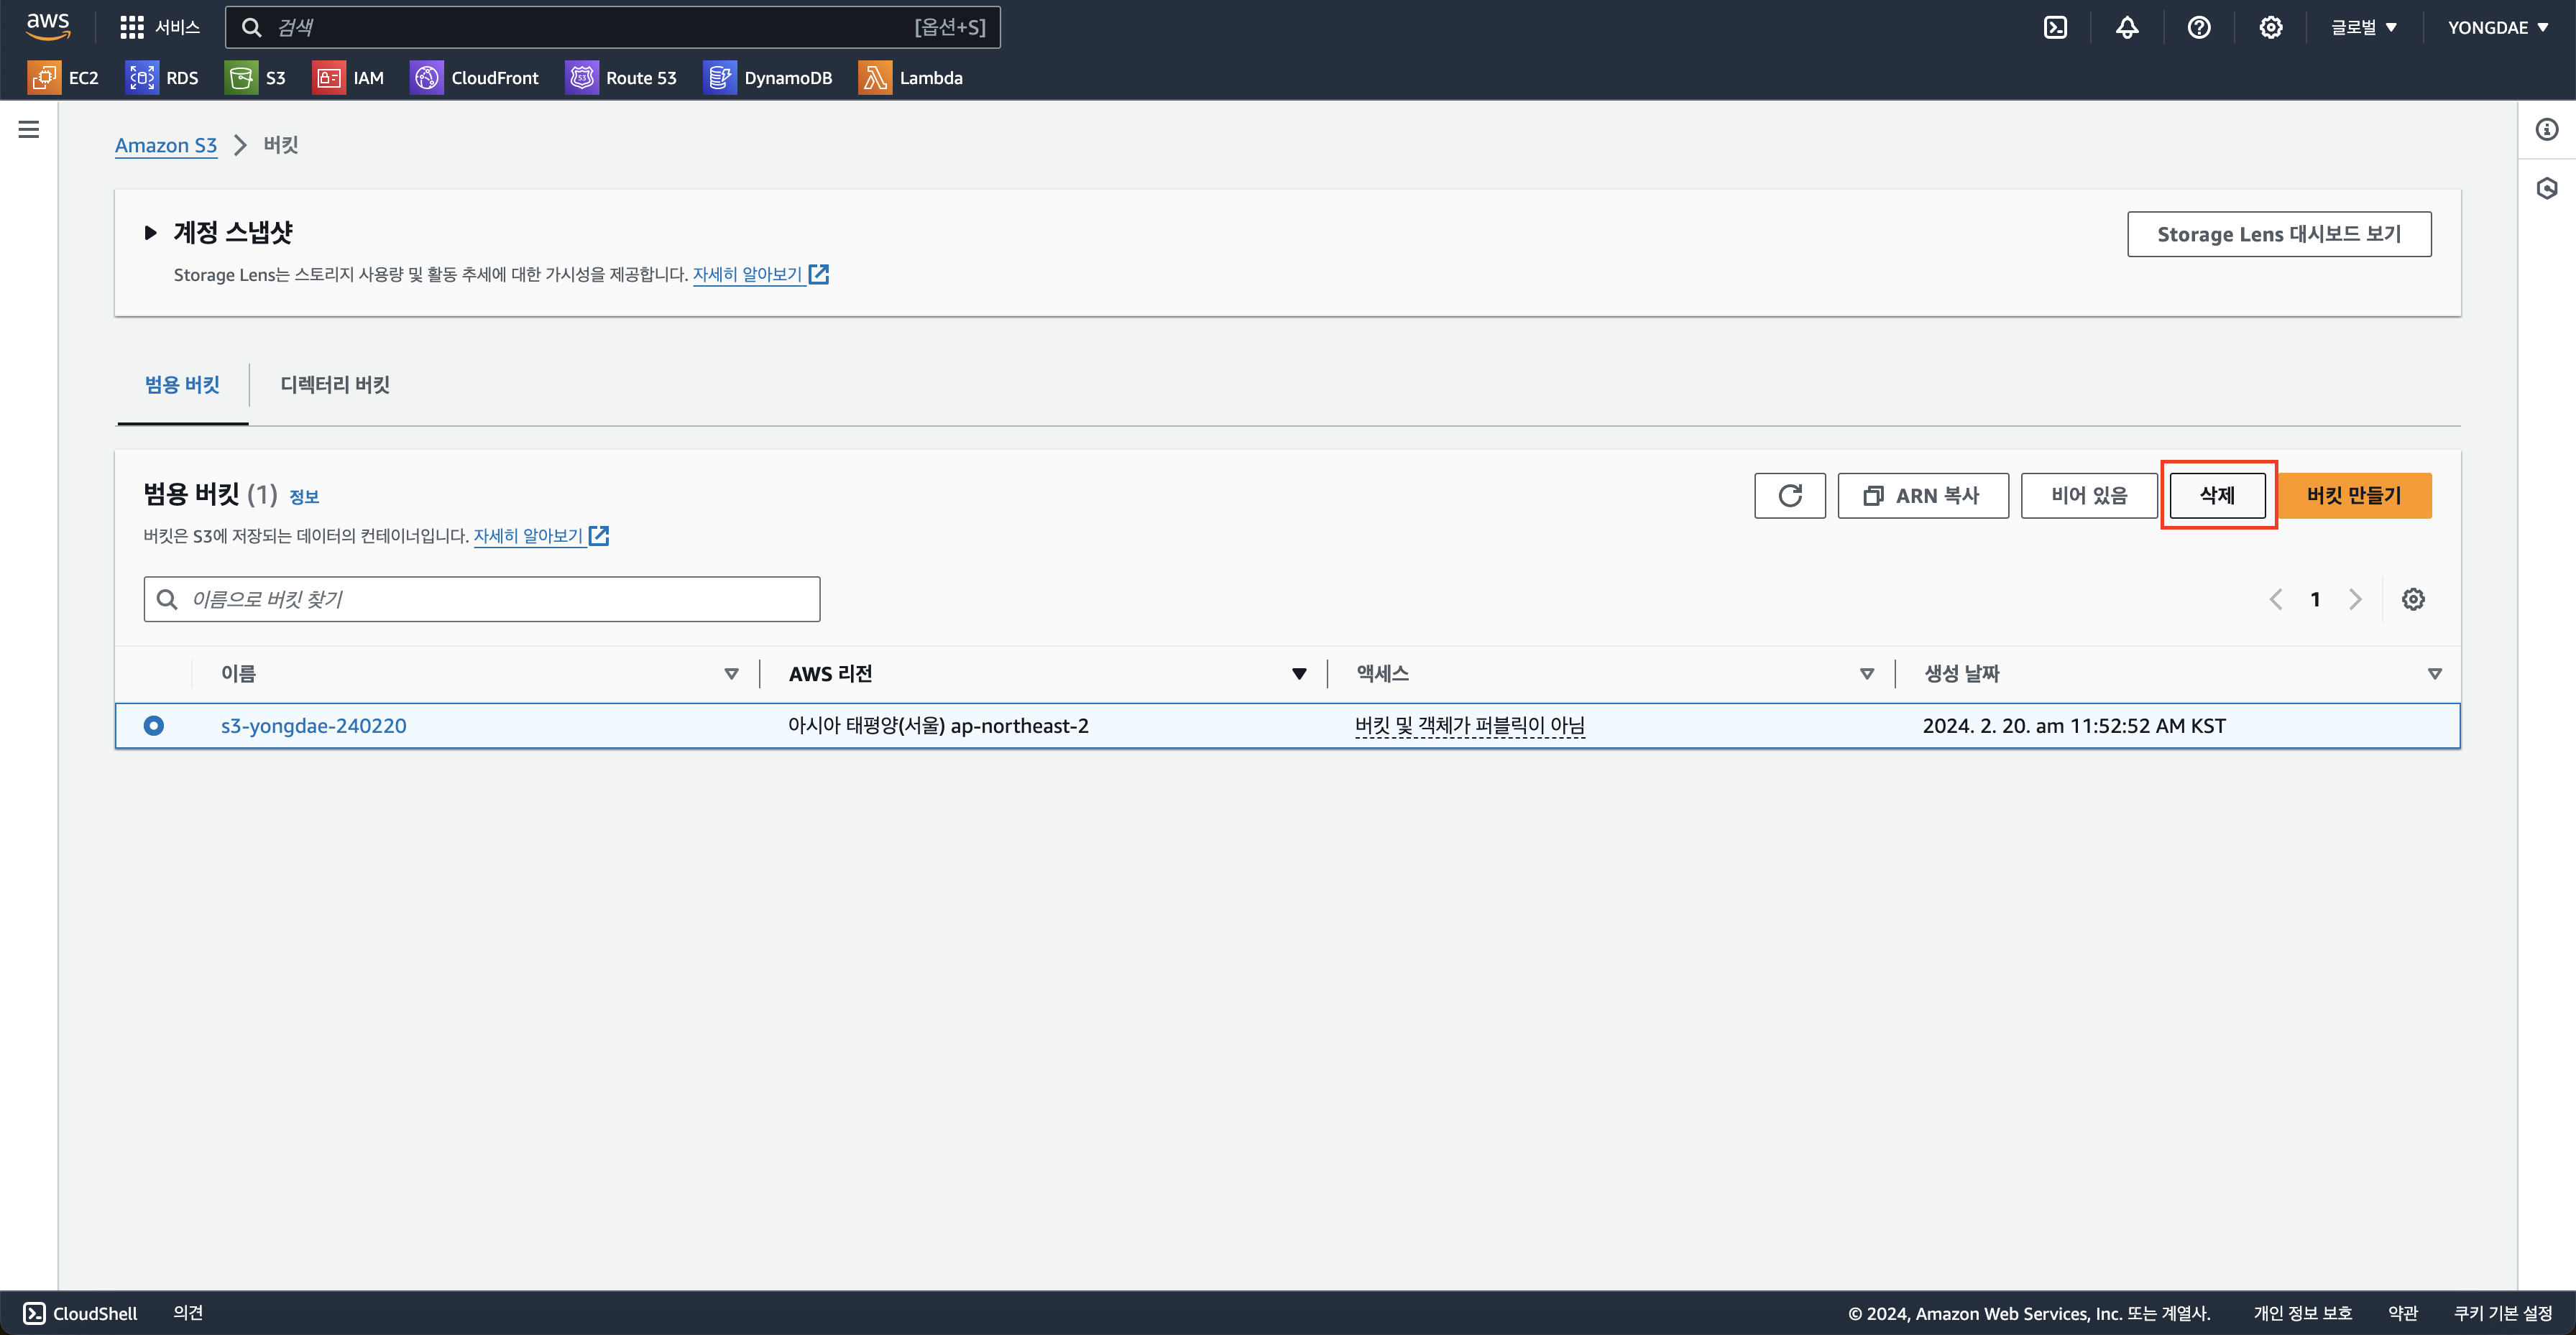 aws 서비스 검색 [옵션+S] 글로벌 YONGDAE
EC2 RDS S3 IAM CloudFront Route 53 DynamoDB Lambda
Amazon S3 버킷
계정 스냅샷 Storage Lens 대시보드 보기
Storage Lens는 스토리지 사용량 및 활동 추세에 대한 가시성을 제공합니다. 자세히 알아보기
범용 버킷 디렉터리 버킷
범용 버킷 (1) 정보 ARN 복사 비어 있음 삭제 버킷 만들기
버킷은 S3에 저장되는 데이터의 컨테이너입니다. 자세히 알아보기
이름으로 버킷 찾기 1
이름 AWS 리전 액세스 생성 날짜
s3-yongdae-240220 아시아 태평양(서울) ap-northeast-2 버킷 및 객체가 퍼블릭이 아님 2024. 2. 20. am 11:52:52 AM KST
CloudShell 의견 © 2024, Amazon Web Services, Inc. 또는 계열사. 개인 정보 보호 약관 쿠키 기본 설정